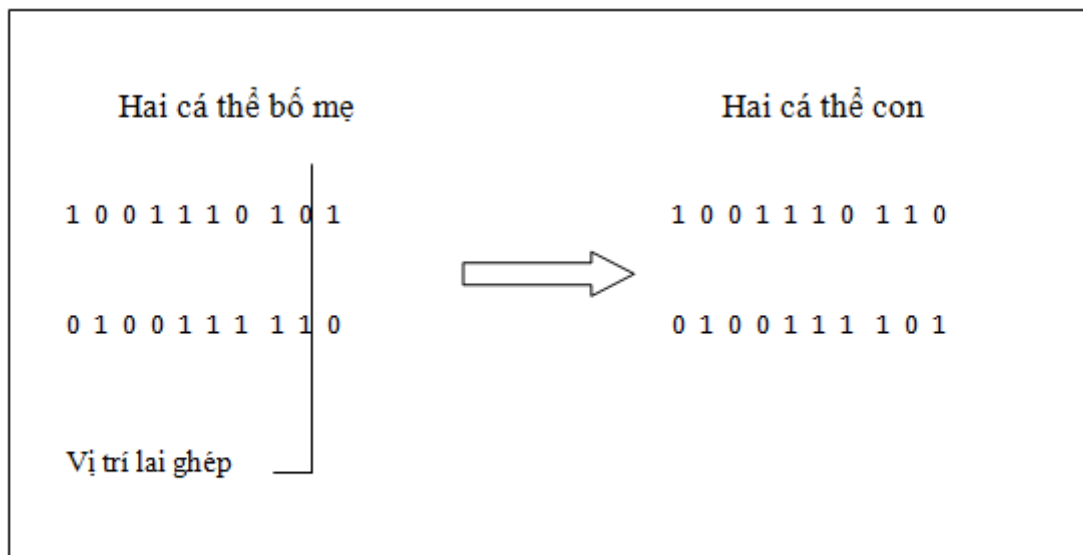 Hai cá thể bố mẹ
Hai cá thể con
1 0 0 1 1 1 0 1 0 1
1 0 0 1 1 1 0 1 1 0
0 1 0 0 1 1 1 1 1 0
0 1 0 0 1 1 1 1 0 1
Vị trí lai ghép